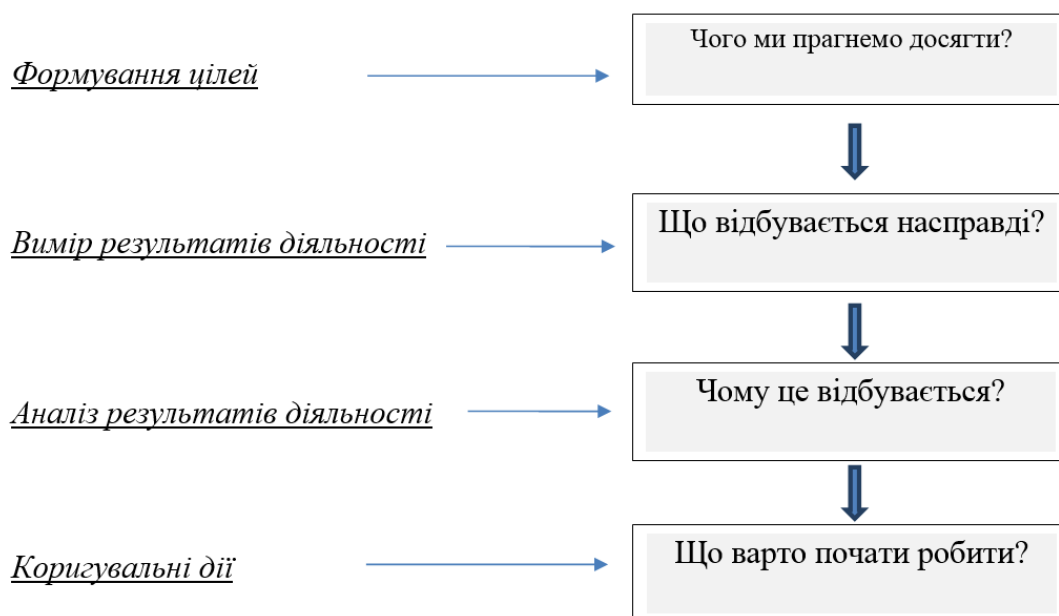 Формування цілей
Чого ми прагнемо досягти?
Вимір результатів діяльності
Що відбувається насправді?
Аналіз результатів діяльності
Чому це відбувається?
Коригувальні дії
Що варто почати робити?